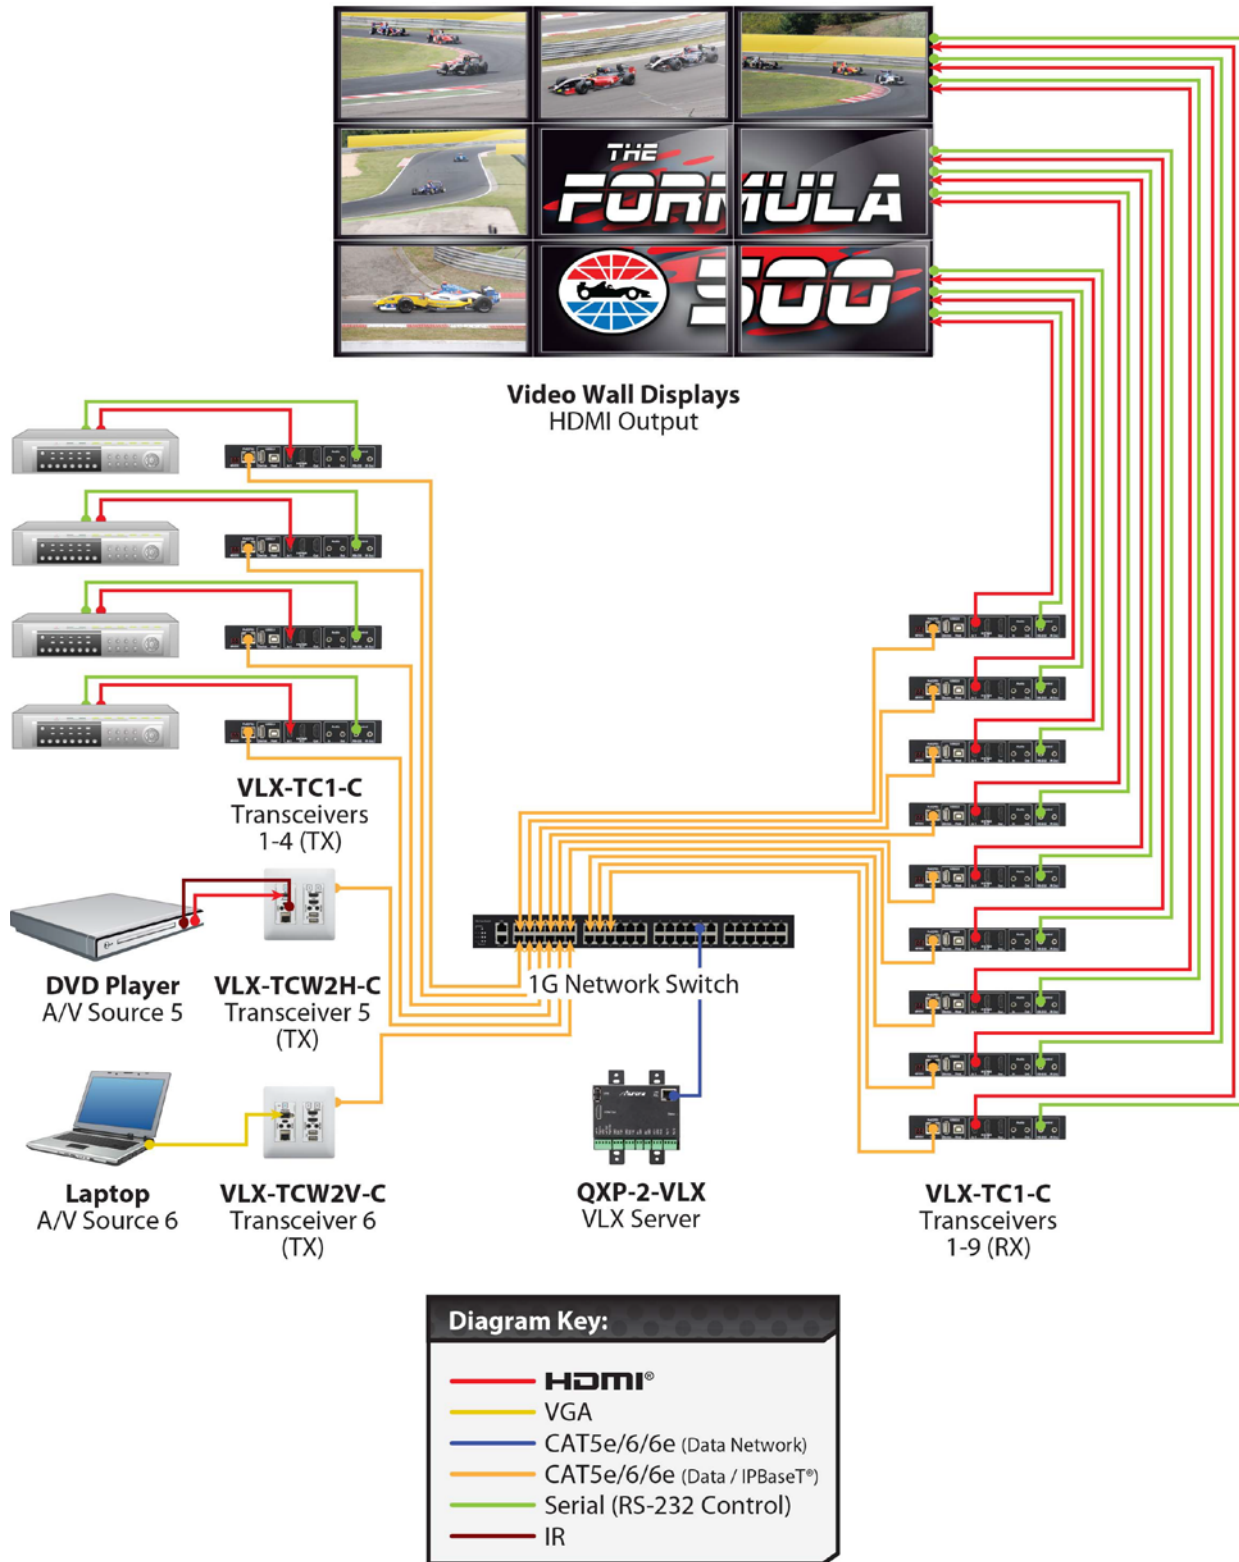 THE
FORMULA
500
Video Wall Displays
HDMI Output
VLX-TC1-C
Transceivers
1-4 (TX)
DVD Player
A/V Source 5
VLX-TCW2H-C
Transceiver 5
(TX)
1G Network Switch
Laptop
A/V Source 6
VLX-TCW2V-C
Transceiver 6
(TX)
QXP-2-VLX
VLX Server
VLX-TC1-C
Transceivers
1-9 (RX)
Diagram Key:
HDMI®
VGA
CAT5e/6/6e (Data Network)
CAT5e/6/6e (Data / IPBaseT®)
Serial (RS-232 Control)
IR